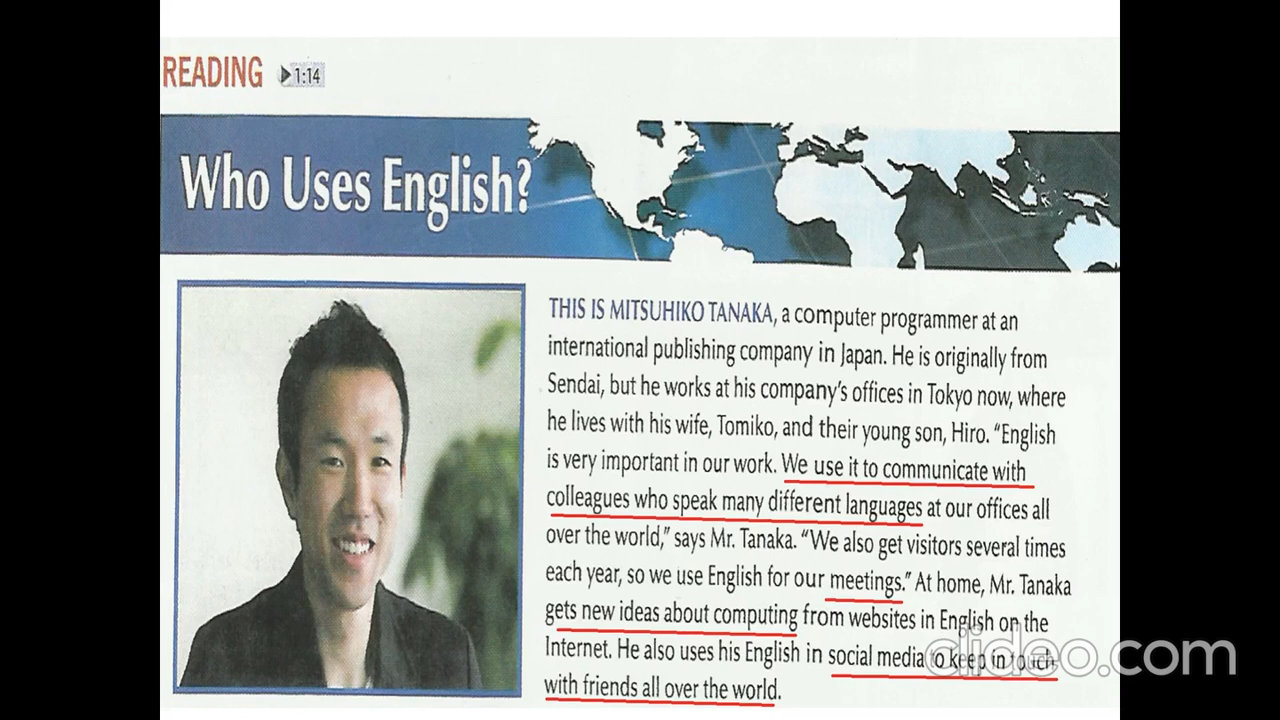 READING 1:14
Who Uses English?
THIS IS MITSUHIKO TANAKA, a computer programmer at an
international publishing company in Japan. He is originally from
Sendai, but he works at his company's offices in Tokyo now, where
he lives with his wife, Tomiko, and their young son, Hiro. "English
is very important in our work. We use it to communicate with
colleagues who speak many different languages at our offices all
over the world," says Mr. Tanaka. "We also get visitors several times
each year, so we use English for our meetings." At home, Mr. Tanaka
gets new ideas about computing from websites in English on the
Internet. He also uses his English in social media to keep in touch
with friends all over the world.
clideo.com